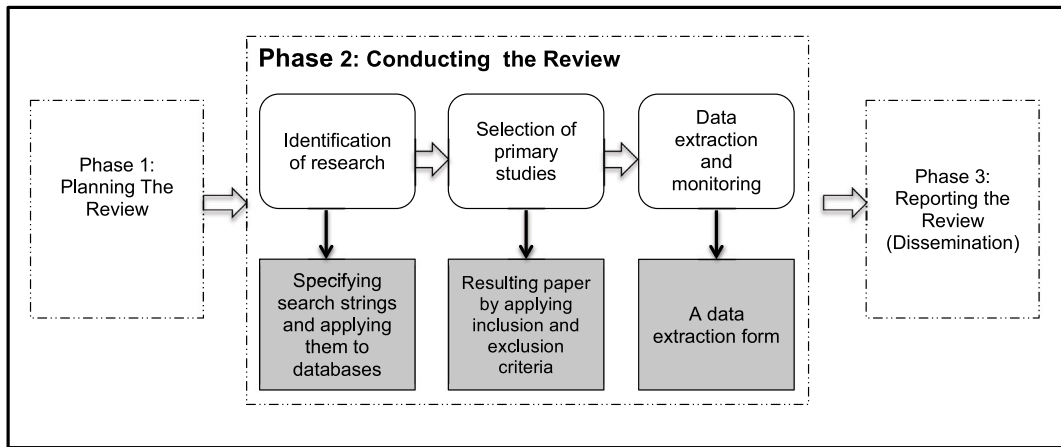 Phase 1:
Planning The
Review
Phase 2: Conducting the Review
Identification
of research
Selection of
primary
studies
Data
extraction
and
monitoring
Specifying
search strings
and applying
them to
databases
Resulting paper
by applying
inclusion and
exclusion
criteria
A data
extraction form
Phase 3:
Reporting the
Review
(Dissemination)